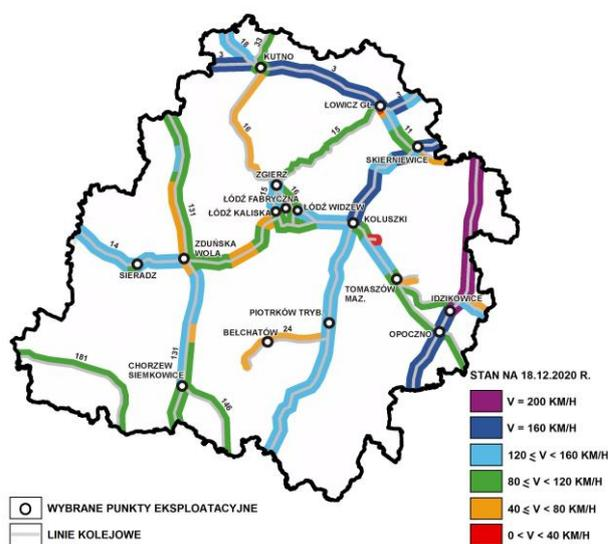 18
33
KUTNO
3
3
ŁOWICZ GŁ.
3
16
15
11
SKIERNIEWICE
ZGIERZ
15
16
ŁÓDŹ FABRYCZNA
ŁÓDŹ WIDZEW
ŁÓDŹ KALISKA
KOLUSZKI
131
14
ZDUŃSKA
WOLA
SIERADZ
TOMASZÓW
MAZ.
IDZIKOWICE
PIOTRKÓW TRYB.
BEŁCHATÓW
24
OPOCZNO
131
CHORZEW
SIEMKOWICE
181
146
STAN NA 18.12.2020 R.
V = 200 KM/H
V = 160 KM/H
120 ≤ V < 160 KM/H
80 ≤ V < 120 KM/H
40 ≤ V < 80 KM/H
0 < V < 40 KM/H
WYBRANE PUNKTY EKSPLOATACYJNE
LINIE KOLEJOWE